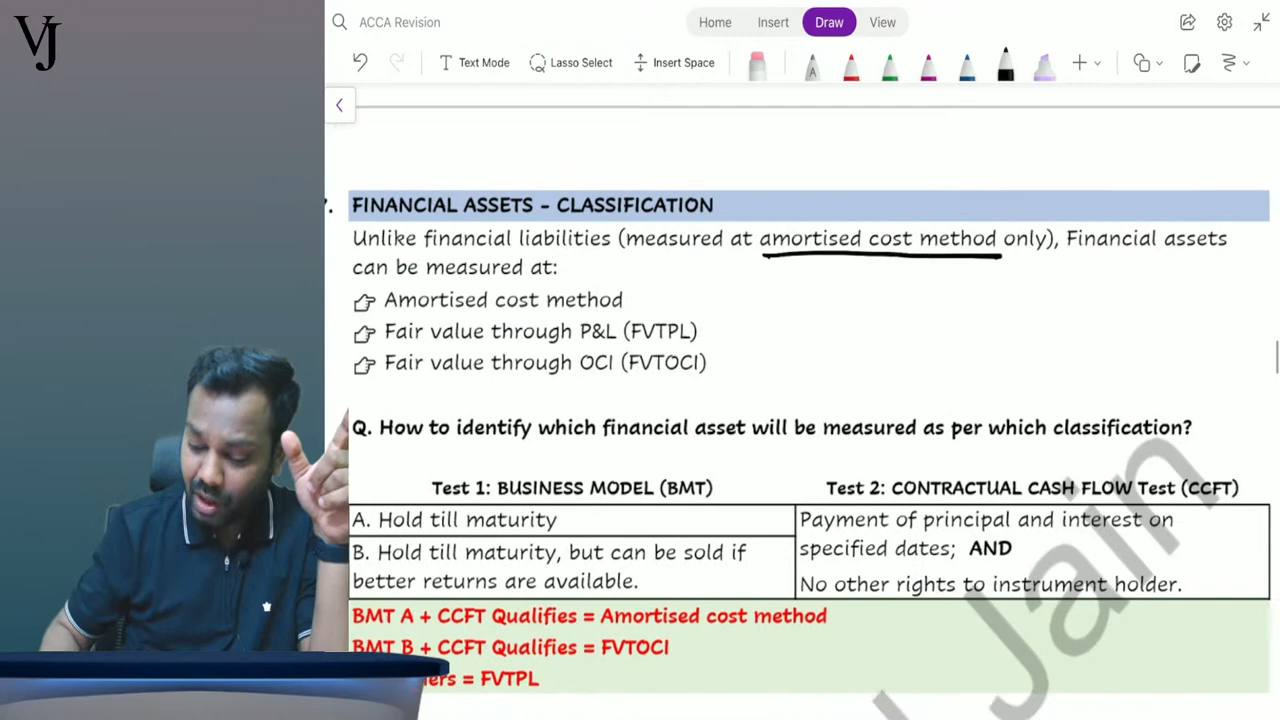 VJ
ACCA Revision
Home Insert Draw View
Text Mode Lasso Select Insert Space
FINANCIAL ASSETS - CLASSIFICATION
Unlike financial liabilities (measured at amortised cost method only), Financial assets
can be measured at:
Amortised cost method
Fair value through P&L (FVTPL)
Fair value through OCI (FVTOCI)
Q. How to identify which financial asset will be measured as per which classification?
Test 1: BUSINESS MODEL (BMT) Test 2: CONTRACTUAL CASH FLOW Test (CCFT)
A. Hold till maturity
B. Hold till maturity, but can be sold if
better returns are available.
Payment of principal and interest on
specified dates; AND
No other rights to instrument holder.
BMT A + CCFT Qualifies = Amortised cost method
BMT B + CCFT Qualifies = FVTOCI
= FVTPL
Jain